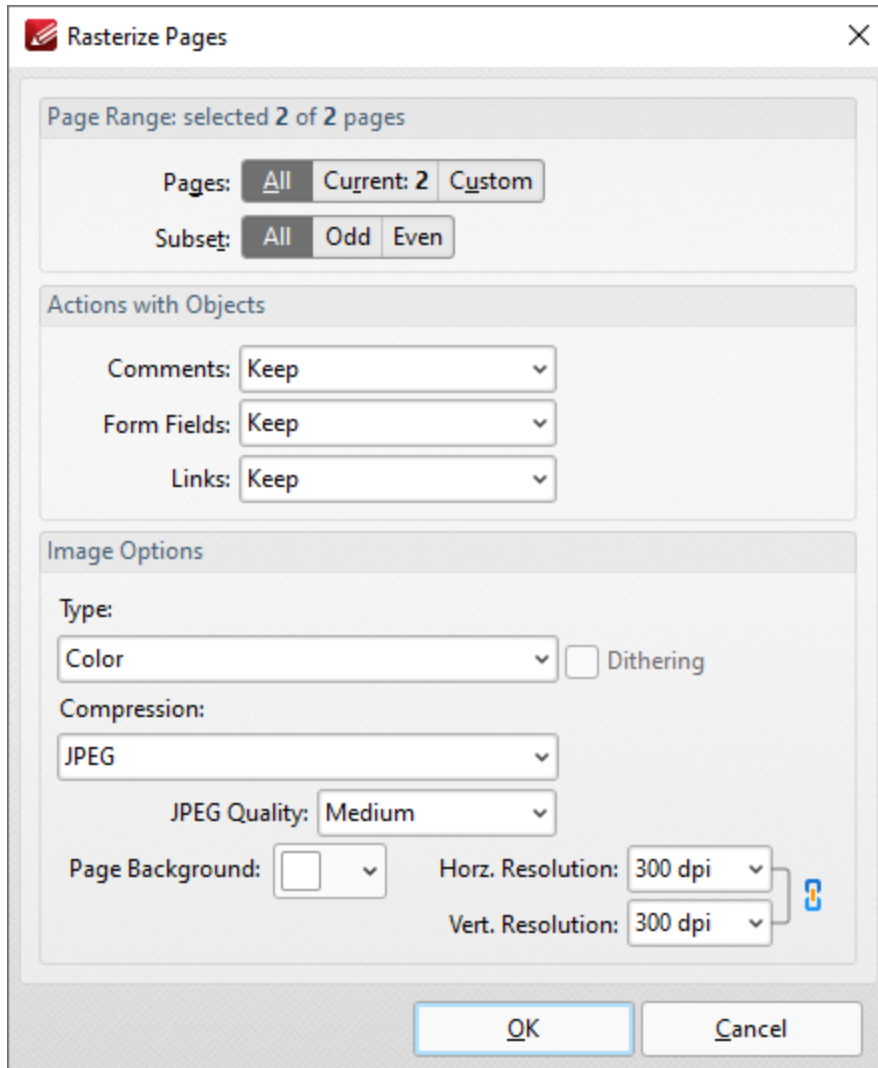 Rasterize Pages
Page Range: selected 2 of 2 pages
Pages: All Current: 2 Custom
Subset: All Odd Even
Actions with Objects
Comments: Keep
Form Fields: Keep
Links: Keep
Image Options
Type:
Color Dithering
Compression:
JPEG
JPEG Quality: Medium
Page Background: Horz. Resolution: 300 dpi
Vert. Resolution: 300 dpi
OK Cancel